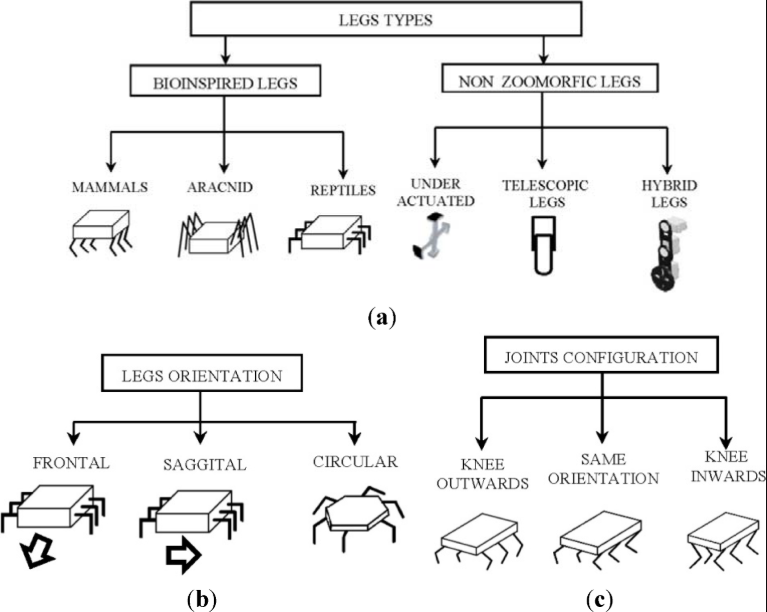 LEGS TYPES
BIOINSPIRED LEGS
NON ZOOMORFIC LEGS
MAMMALS
ARACNID
REPTILES
UNDER
ACTUATED
TELESCOPIC
LEGS
HYBRID
LEGS
(a)
LEGS ORIENTATION
FRONTAL
SAGGITAL
CIRCULAR
(b)
JOINTS CONFIGURATION
KNEE
OUTWARDS
SAME
ORIENTATION
KNEE
INWARDS
(c)